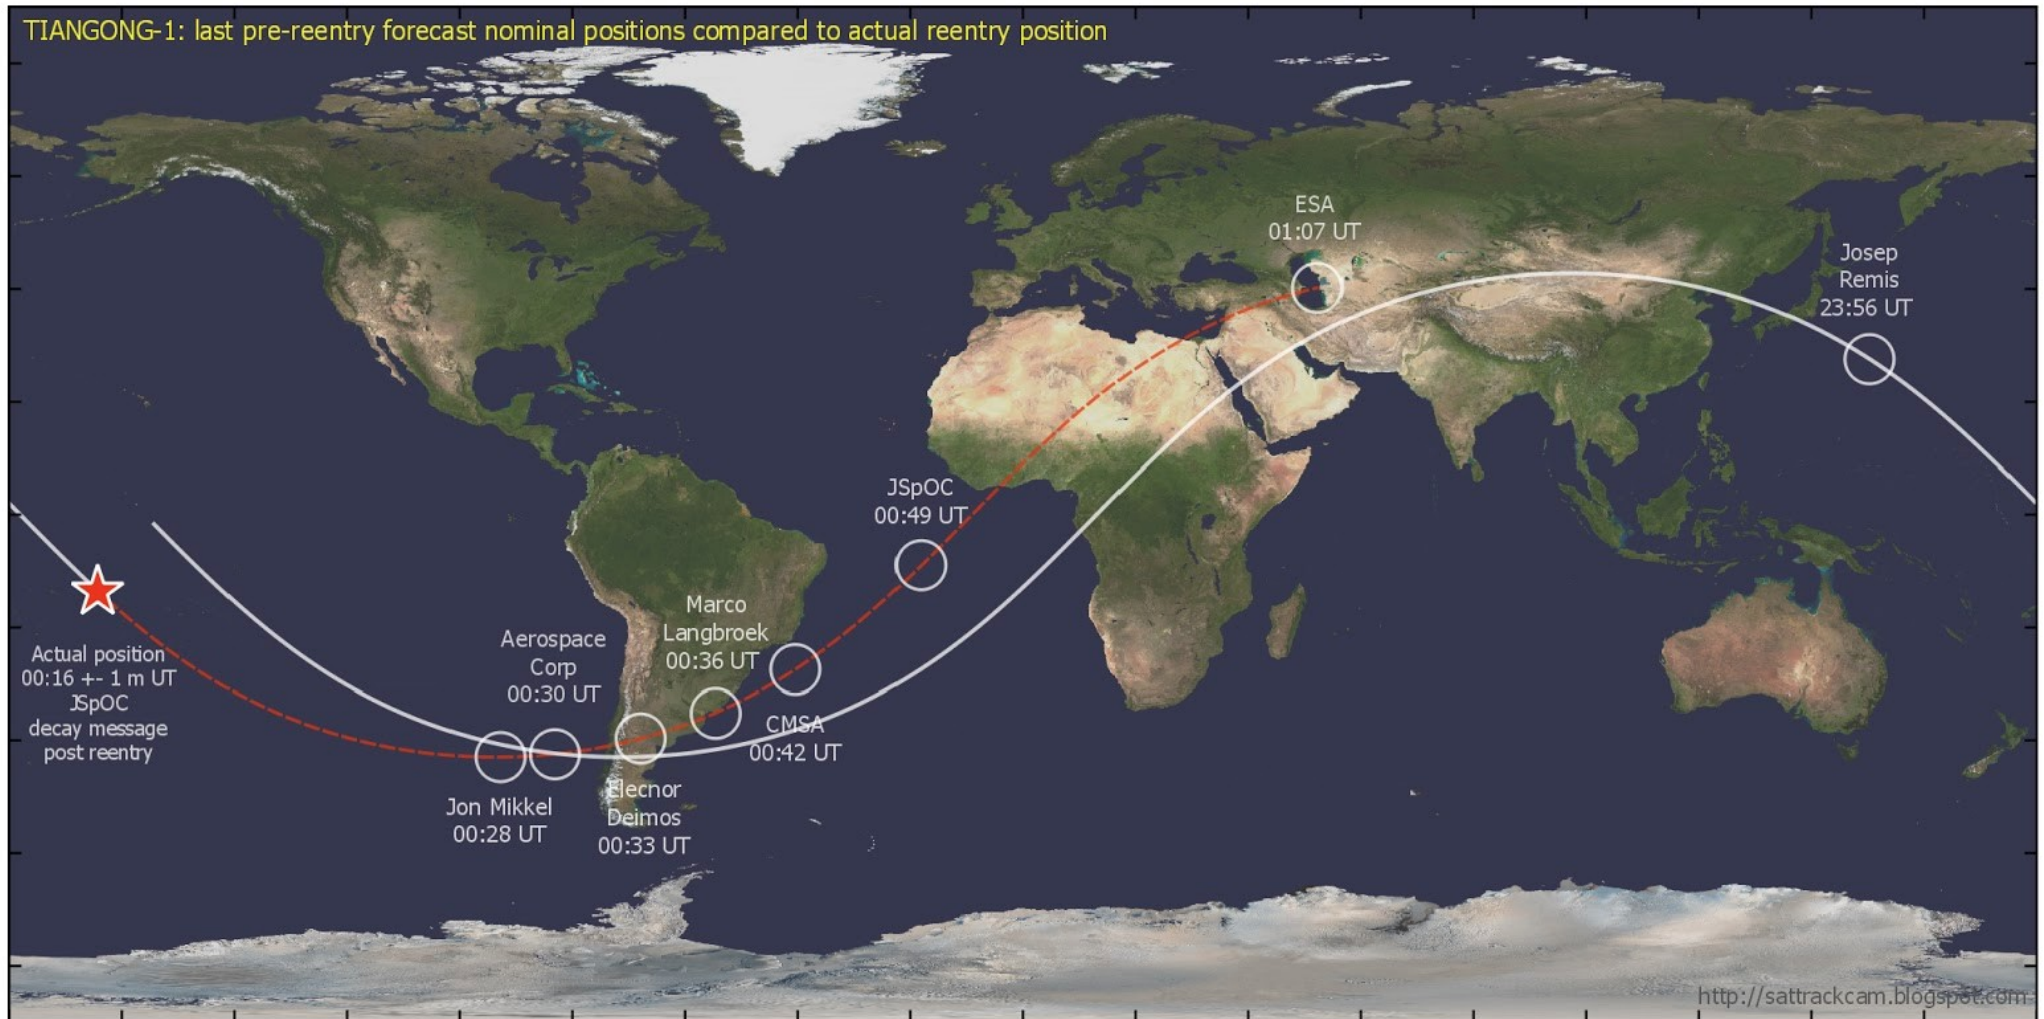 TIANGONG-1: last pre-reentry forecast nominal positions compared to actual reentry position
ESA
01:07 UT
Josep
Remis
23:56 UT
JSpOC
00:49 UT
Marco
Langbroek
00:36 UT
Aerospace
Corp
00:30 UT
Actual position
00:16 +- 1 m UT
JSpOC
decay message
post reentry
CMSA
00:42 UT
Jon Mikkel
00:28 UT
Elecnor
Deimos
00:33 UT
http://sattrackcam.blogspot.com